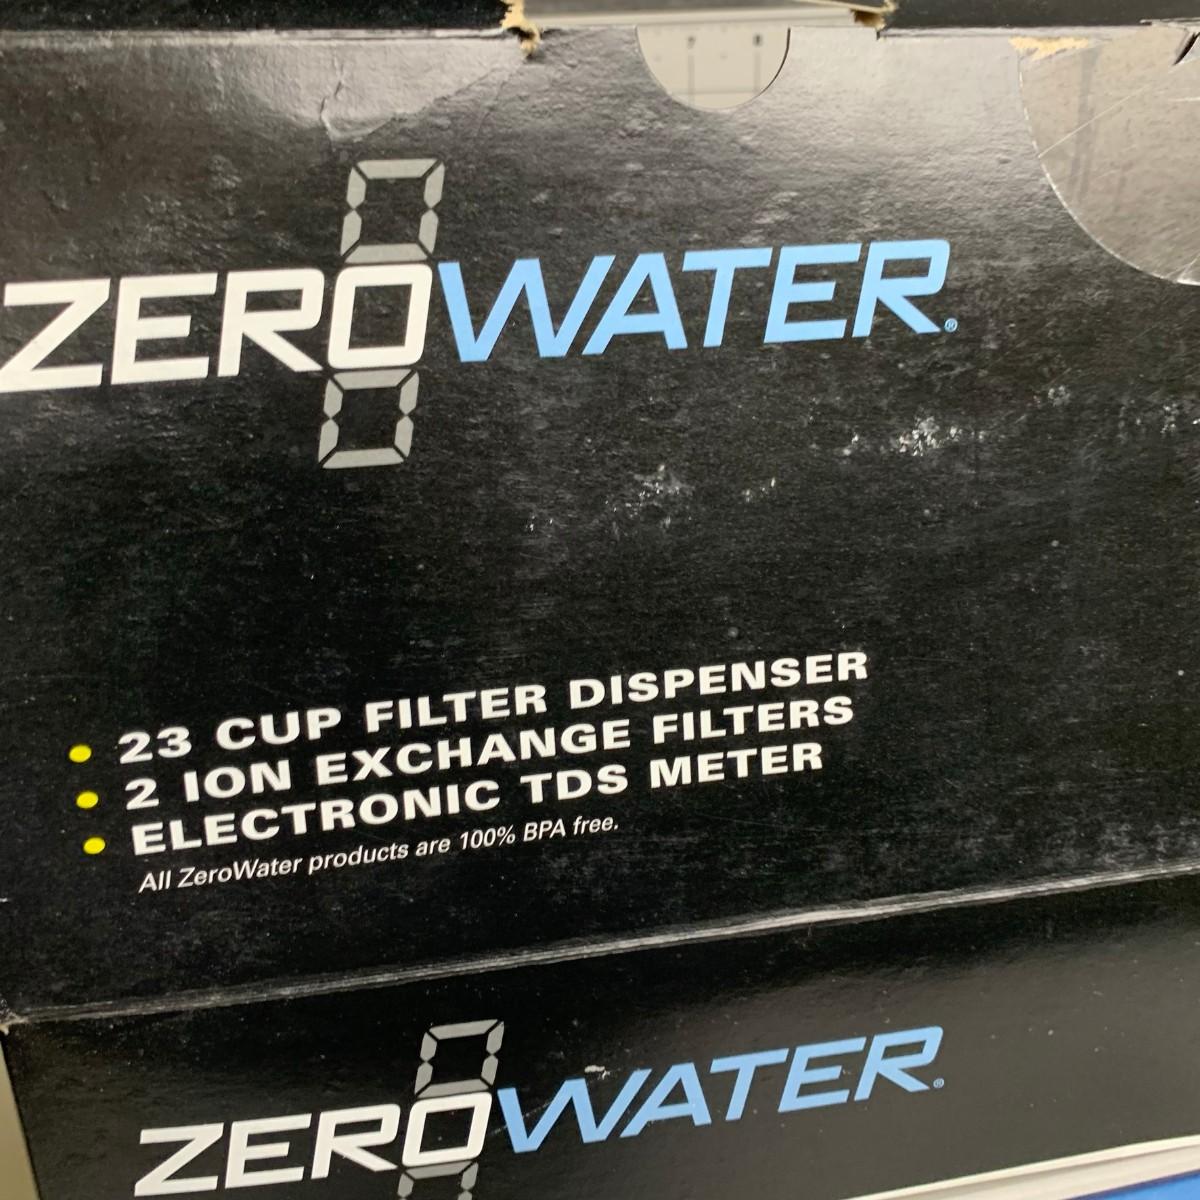 ZEROWATER®
• 23 CUP FILTER DISPENSER
• 2 ION EXCHANGE FILTERS
• ELECTRONIC TDS METER
All ZeroWater products are 100% BPA free.
ZEROWATER®